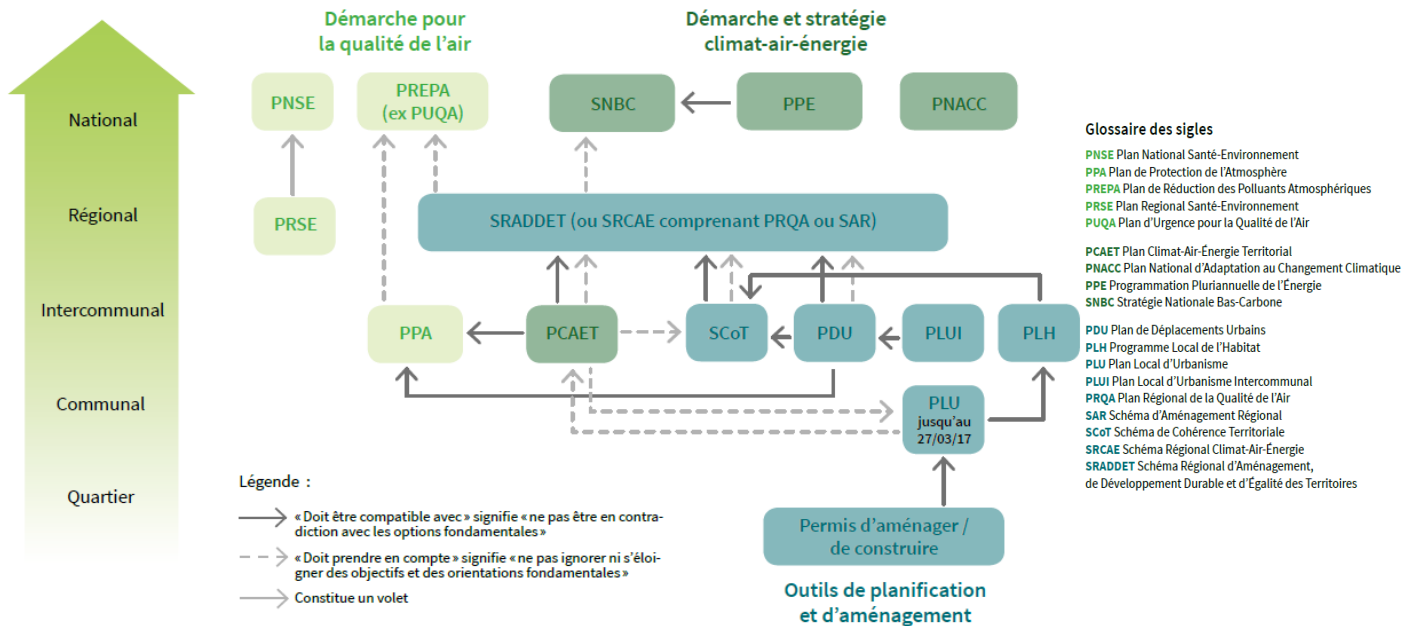 Démarche pour
la qualité de l'air
Démarche et stratégie
climat-air-énergie
National
Régional
Intercommunal
Communal
Quartier
PNSE
PREPA
(ex PUQA)
SNBC
PPE
PNACC
PRSE
SRADDET (ou SRCAE comprenant PRQA ou SAR)
PPA
PCAET
SCoT
PDU
PLUI
PLH
PLU
jusqu'au
27/03/17
Permis d'aménager /
de construire
Outils de planification
et d'aménagement
Légende :
« Doit être compatible avec » signifie « ne pas être en contra-
diction avec les options fondamentales »
« Doit prendre en compte » signifie « ne pas ignorer ni s'éloi-
gner des objectifs et des orientations fondamentales »
Constitue un volet
Glossaire des sigles
PNSE Plan National Santé-Environnement
PPA Plan de Protection de l'Atmosphère
PREPA Plan de Réduction des Polluants Atmosphériques
PRSE Plan Regional Santé-Environnement
PUQA Plan d'Urgence pour la Qualité de l'Air
PCAET Plan Climat-Air-Énergie Territorial
PNACC Plan National d'Adaptation au Changement Climatique
PPE Programmation Pluriannuelle de l'Énergie
SNBC Stratégie Nationale Bas-Carbone
PDU Plan de Déplacements Urbains
PLH Programme Local de l'Habitat
PLU Plan Local d'Urbanisme
PLUI Plan Local d'Urbanisme Intercommunal
PRQA Plan Régional de la Qualité de l'Air
SAR Schéma d'Aménagement Régional
SCoT Schéma de Cohérence Territoriale
SRCAE Schéma Régional Climat-Air-Énergie
SRADDET Schéma Régional d'Aménagement,
de Développement Durable et d'Égalité des Territoires